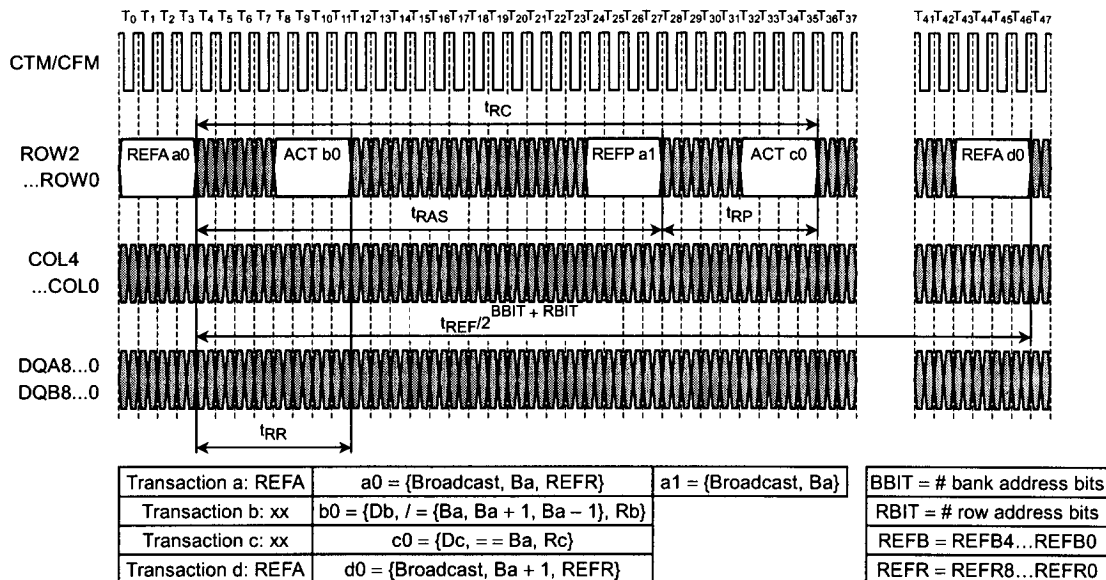 T0 T1 T2 T3 T4 T5 T6 T7 T8 T9 T10 T11 T12 T13 T14 T15 T16 T17 T18 T19 T20 T21 T22 T23 T24 T25 T26 T27 T28 T29 T30 T31 T32 T33 T34 T35 T36 T37 T41 T42 T43 T44 T45 T46 T47
CTM/CFM
tRC
ROW2
...ROW0
REFA a0 ACT b0 REFP a1 ACT c0 REFA d0
tRAS tRP
COL4
...COL0
tREF/2^BBIT + RBIT
DQA8...0
DQB8...0
tRR
Transaction a: REFA a0 = {Broadcast, Ba, REFR} a1 = {Broadcast, Ba} BBIT = # bank address bits
Transaction b: xx b0 = {Db, / = {Ba, Ba + 1, Ba – 1}, Rb} RBIT = # row address bits
Transaction c: xx c0 = {Dc, == Ba, Rc} REFB = REFB4...REFB0
Transaction d: REFA d0 = {Broadcast, Ba + 1, REFR} REFR = REFR8...REFR0